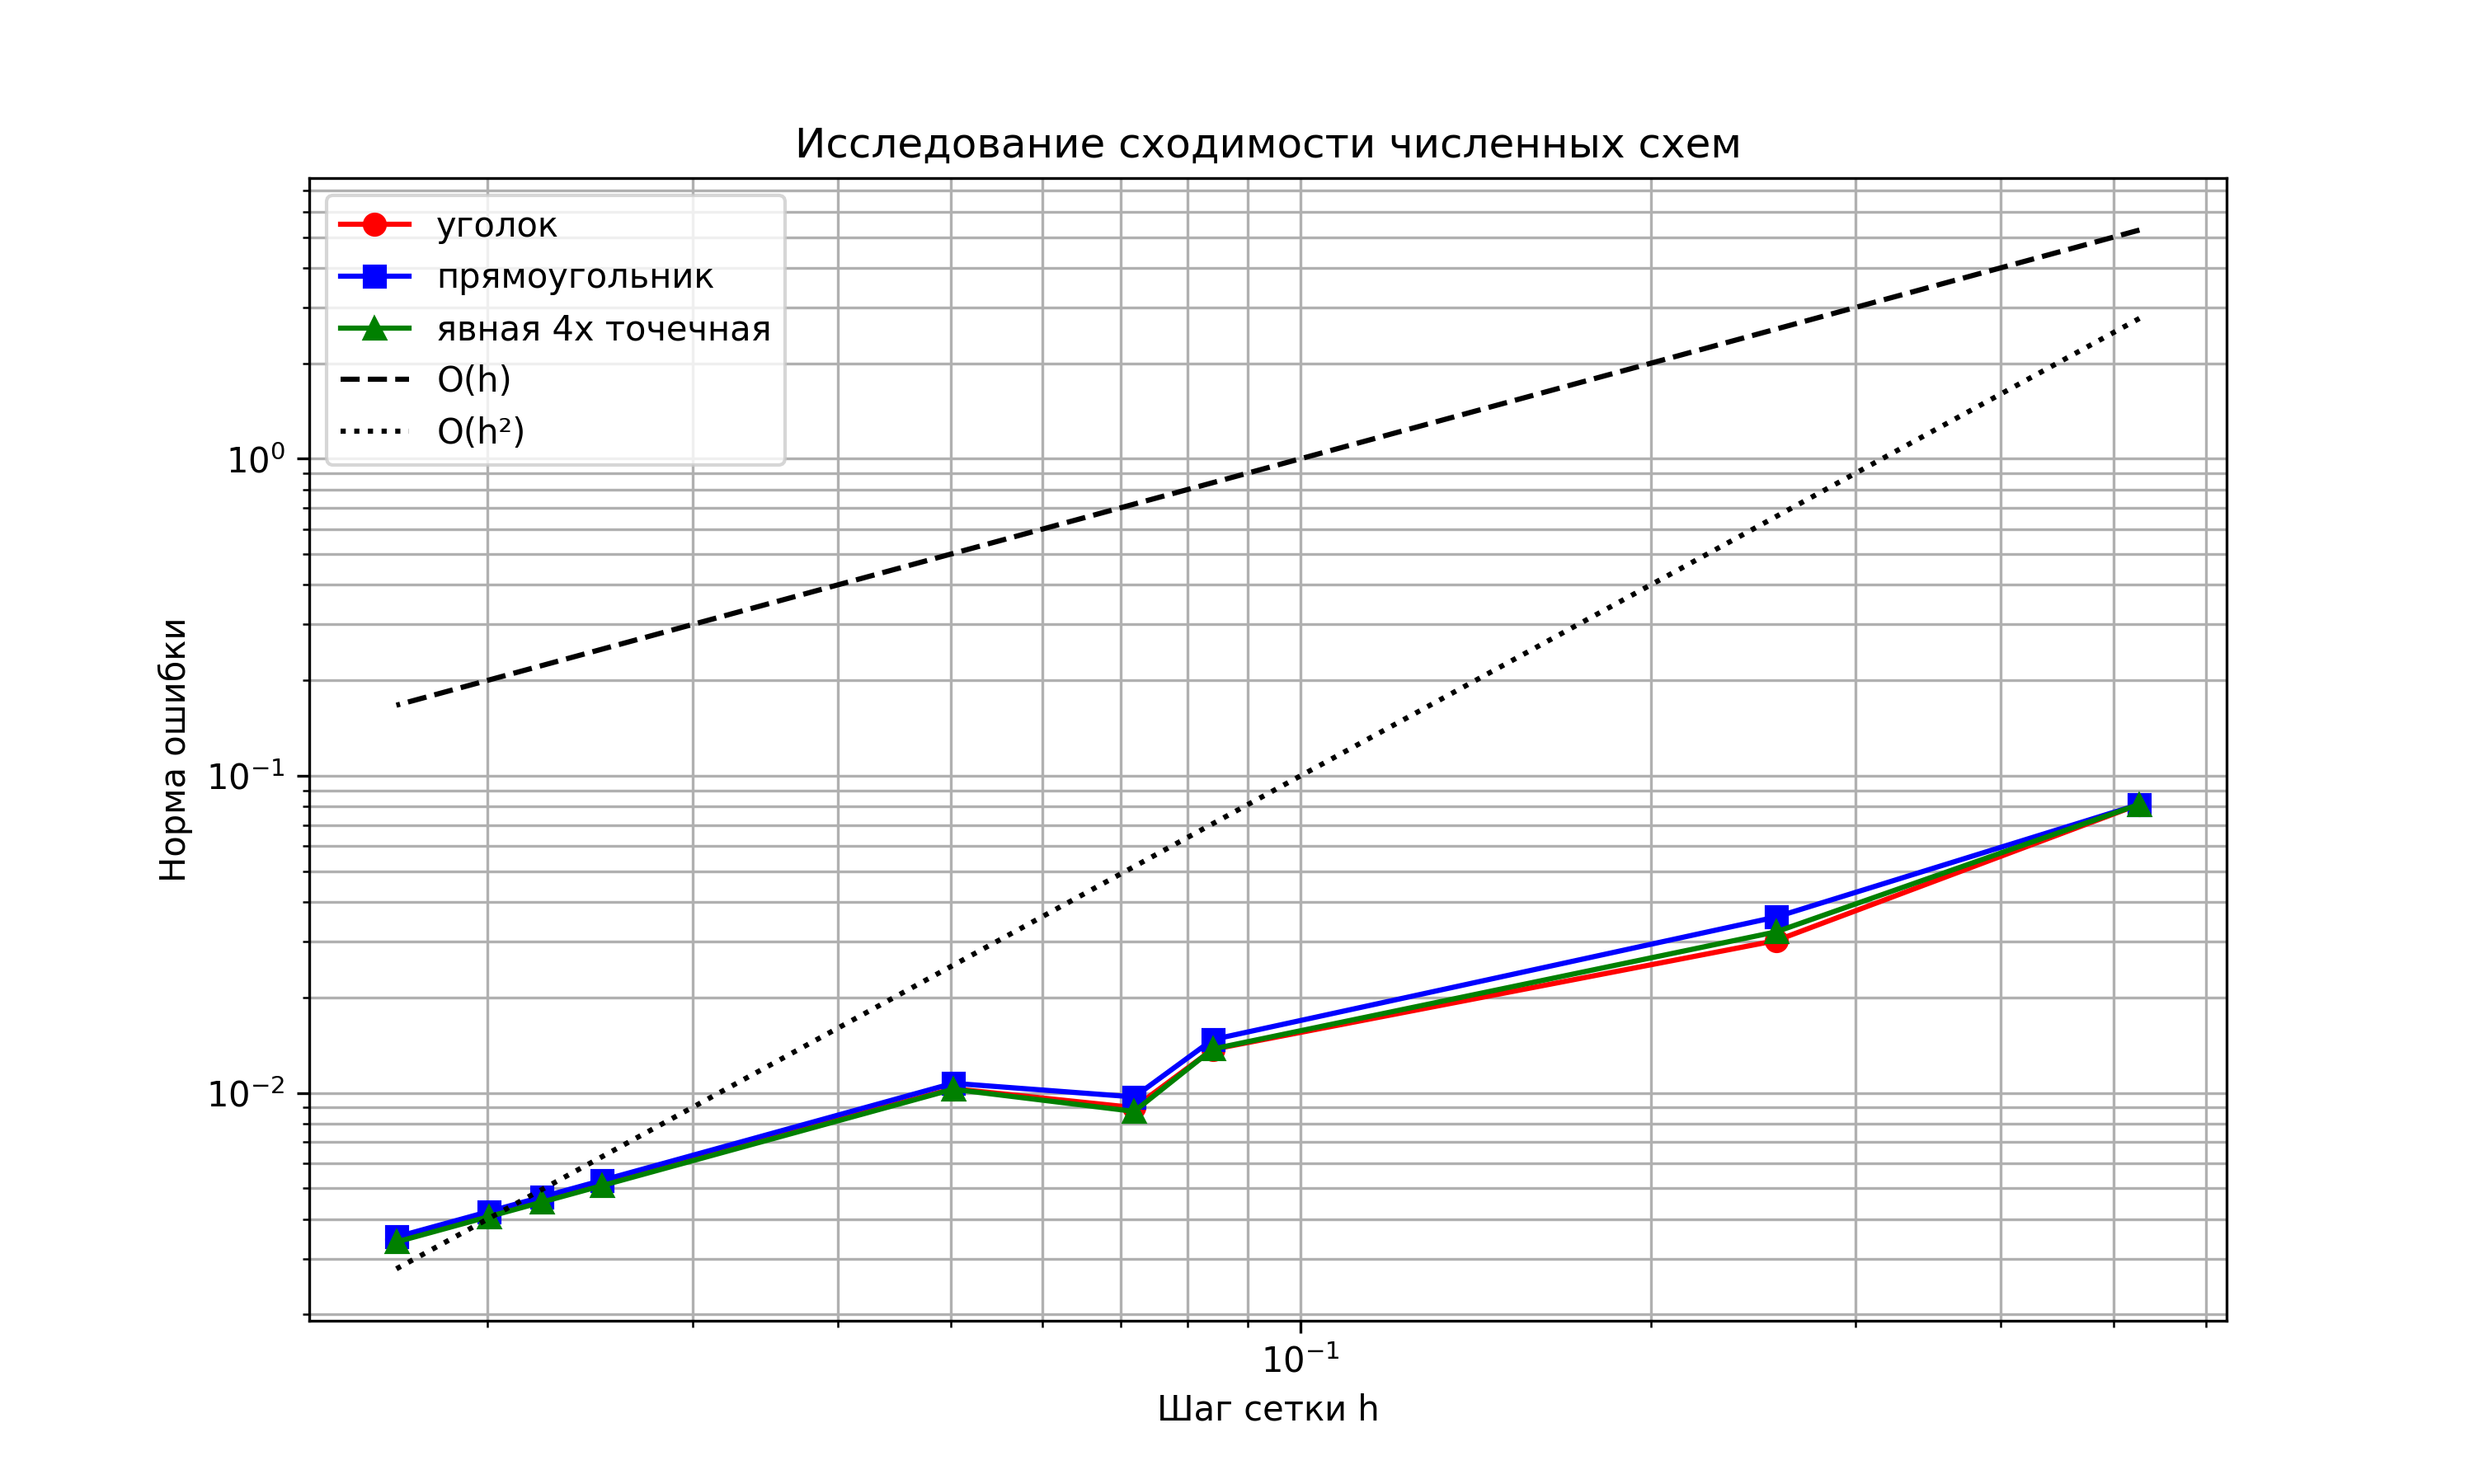 Исследование сходимости численных схем
уголок
прямоугольник
явная 4х точечная
O(h)
O(h²)
Норма ошибки
10⁰
10⁻¹
10⁻²
10⁻¹
Шаг сетки h